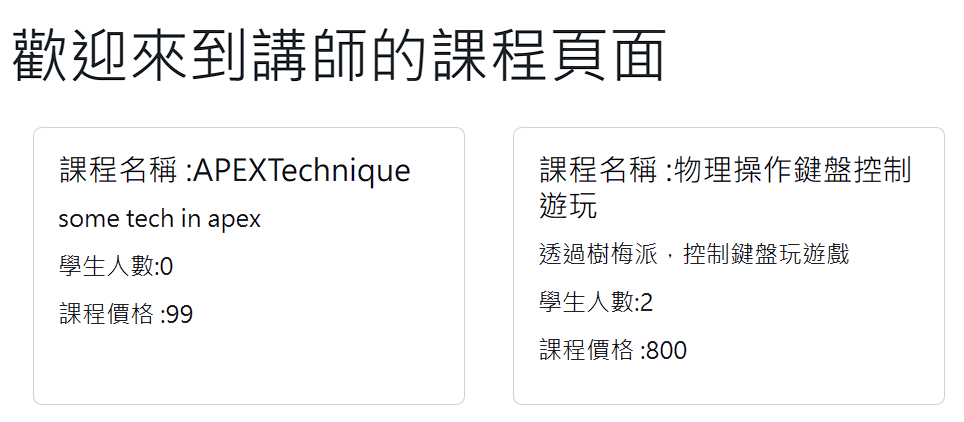 歡迎來到講師的課程頁面
課程名稱 :APEXTechnique
some tech in apex
學生人數:0
課程價格 :99
課程名稱 :物理操作鍵盤控制
遊玩
透過樹梅派，控制鍵盤玩遊戲
學生人數:2
課程價格 :800